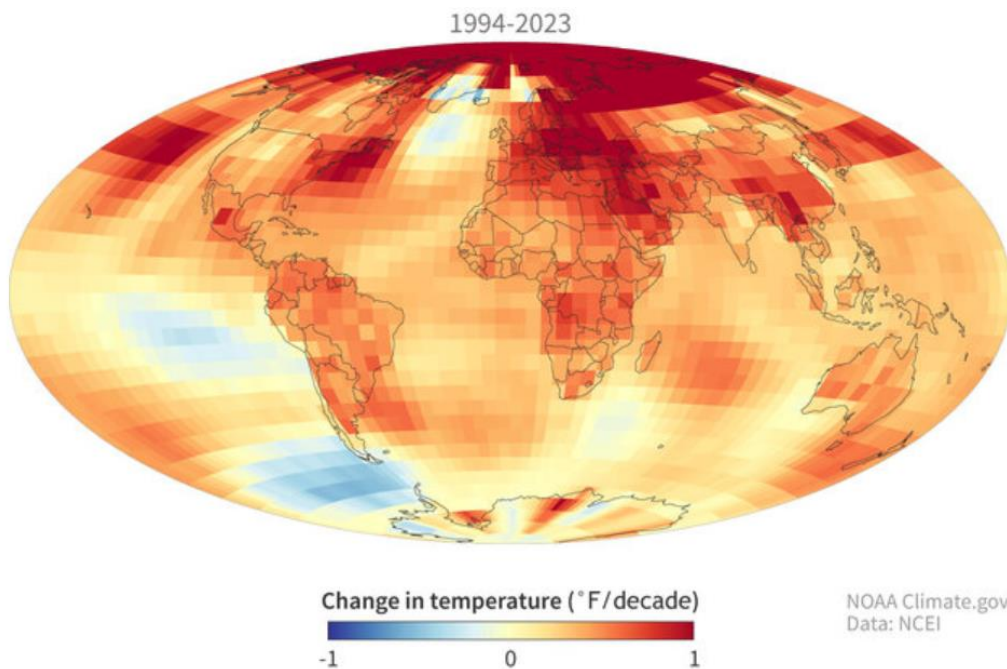 1994-2023
Change in temperature (°F/decade)
-1 0 1
NOAA Climate.gov
Data: NCEI